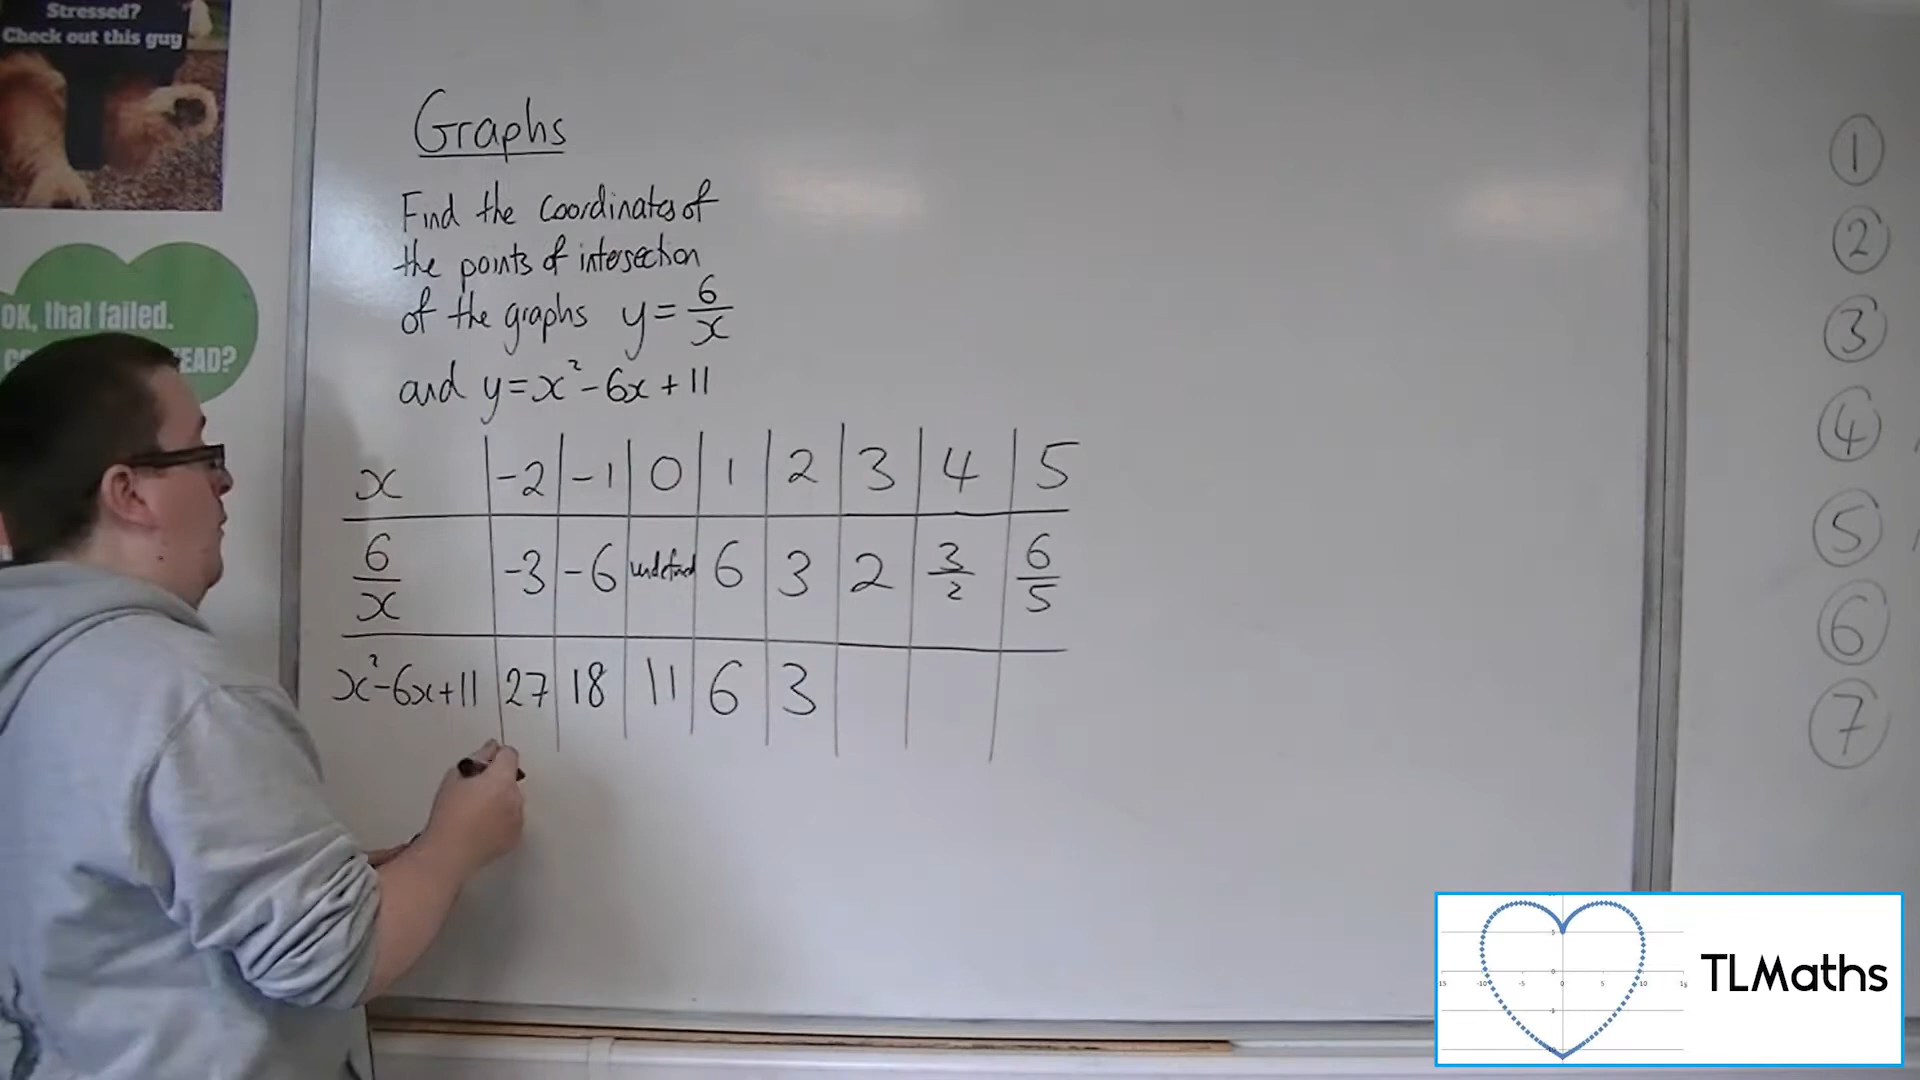 Stressed?
Check out this guy
OK, that failed.
EAD?
Graphs
Find the coordinates of
the points of intersection
of the graphs y = 6/x
and y = x² - 6x + 11
x -2 -1 0 1 2 3 4 5
6/x -3 -6 undefined 6 3 2 3/2 6/5
x² - 6x + 11 27 18 11 6 3
1
2
3
4
5
6
7
TLMaths